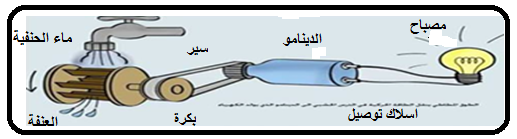 مصباح
الدينامو
سير
ماء الحنفية
اسلاك توصيل
بكرة
العنفة